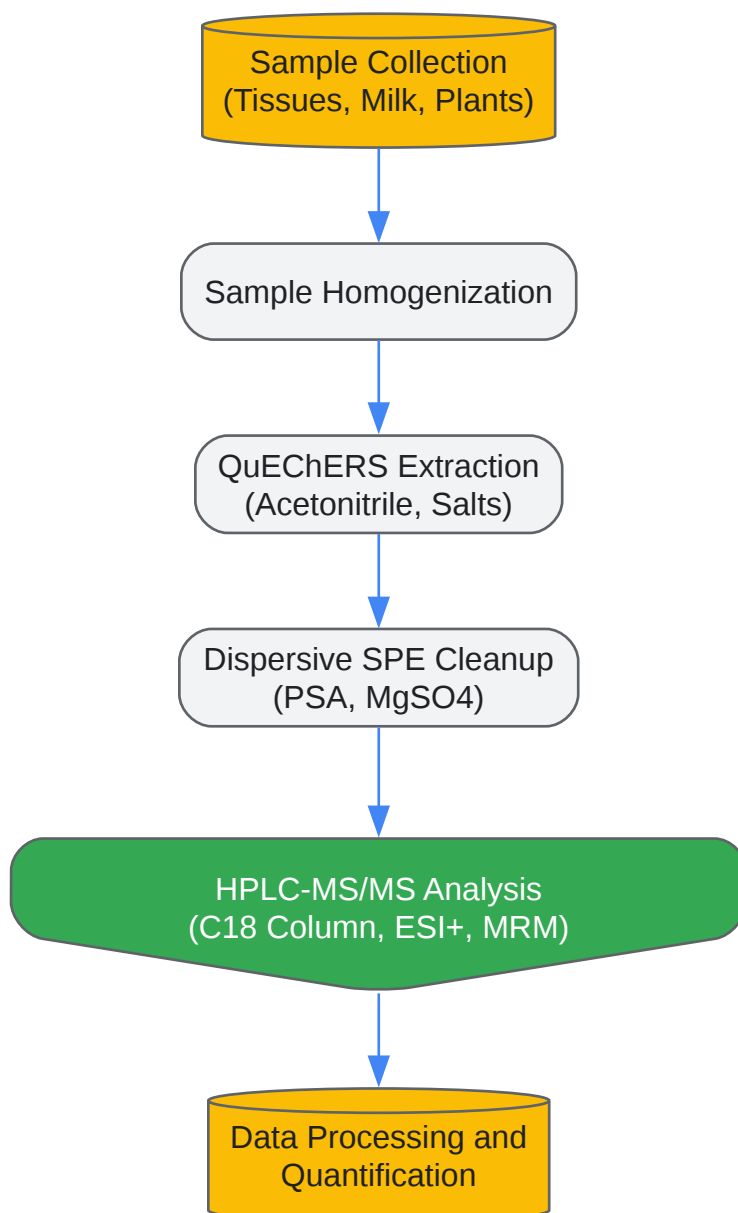 Sample Collection
(Tissues, Milk, Plants)
Sample Homogenization
QuEChERS Extraction
(Acetonitrile, Salts)
Dispersive SPE Cleanup
(PSA, MgSO4)
HPLC-MS/MS Analysis
(C18 Column, ESI+, MRM)
Data Processing and
Quantification